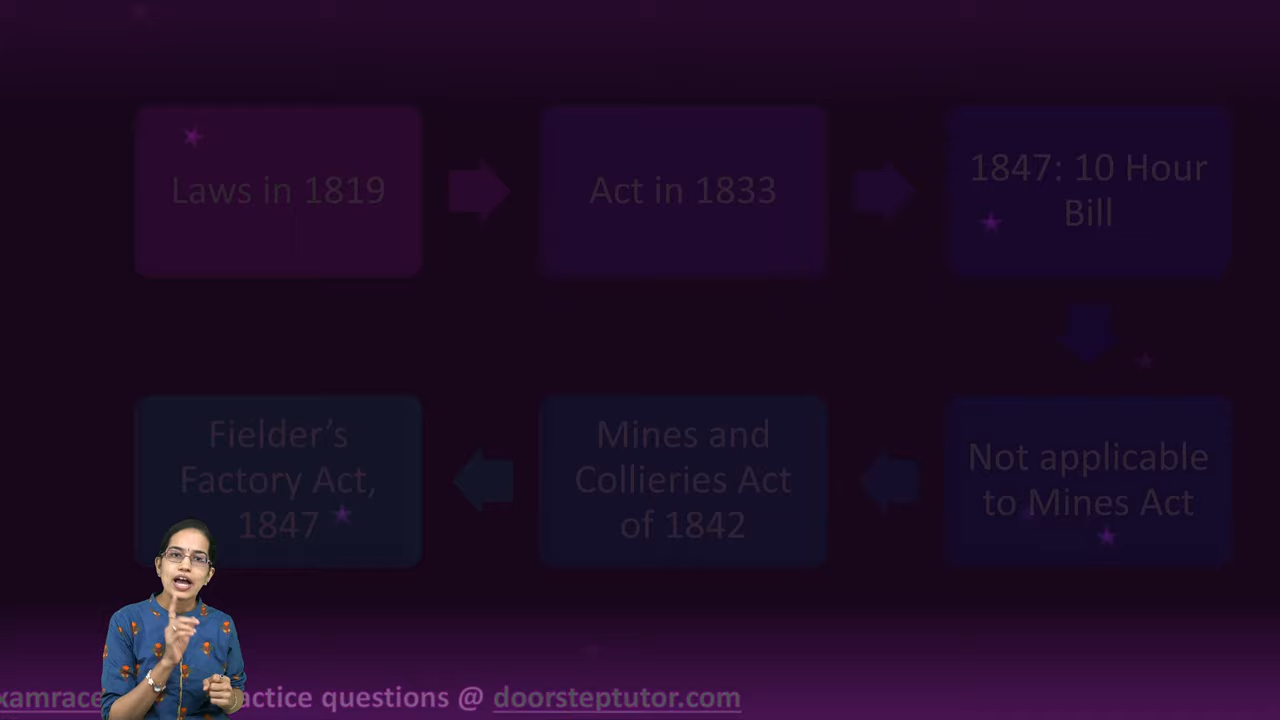 Laws in 1819
Act in 1833
1847: 10 Hour
Bill
Not applicable
to Mines Act
Mines and
Collieries Act
of 1842
Fielder’s
Factory Act,
1847
xamrace actice questions @ doorsteptutor.com